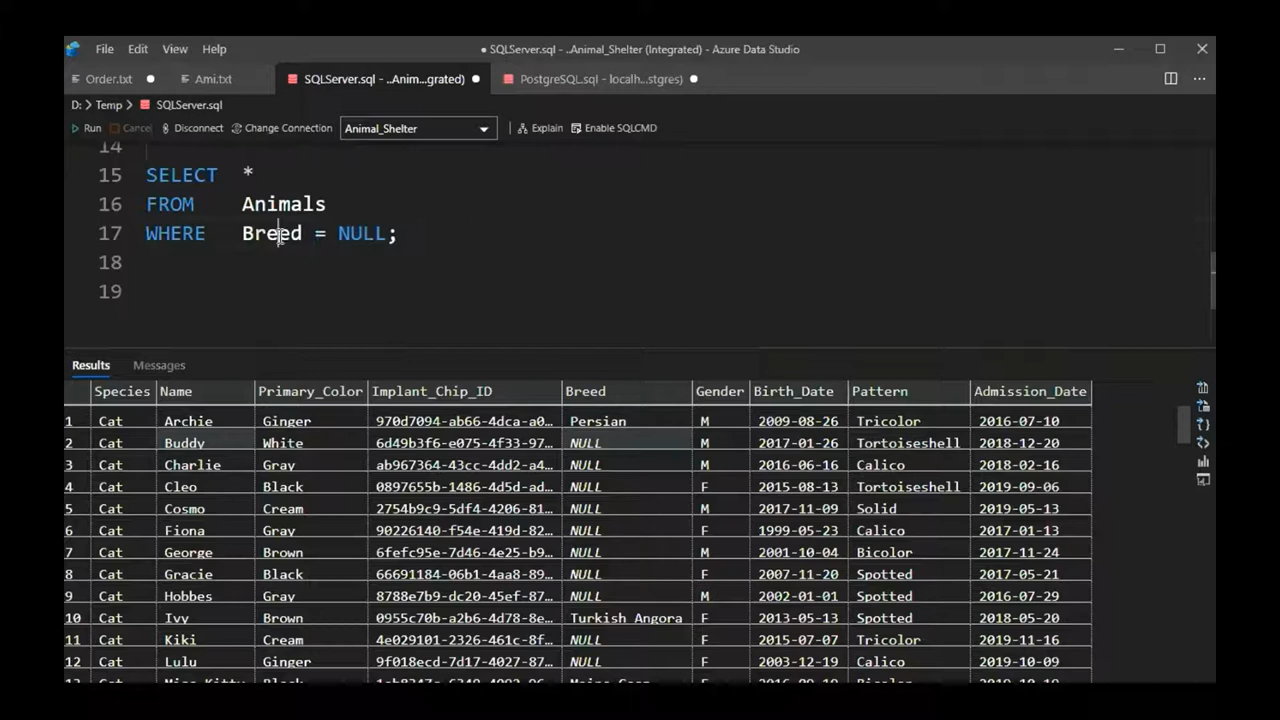 File Edit View Help ● SQLServer.sql - ..Animal_Shelter (Integrated) - Azure Data Studio
Order.txt ● Ami.txt SQLServer.sql - ..Anim...grated) ● PostgreSQL.sql - localh...stgres) ●
D: > Temp > SQLServer.sql
Run Cancel Disconnect Change Connection Animal_Shelter Explain Enable SQLCMD
14
15 SELECT *
16 FROM Animals
17 WHERE Breed = NULL;
18
19
Results Messages
Species Name Primary_Color Implant_Chip_ID Breed Gender Birth_Date Pattern Admission_Date
1 Cat Archie Ginger 970d7094-ab66-4dca-a0… Persian M 2009-08-26 Tricolor 2016-07-10
2 Cat Buddy White 6d49b3f6-e075-4f33-97… NULL M 2017-01-26 Tortoiseshell 2018-12-20
3 Cat Charlie Gray ab967364-43cc-4dd2-a4… NULL M 2016-06-16 Calico 2018-02-16
4 Cat Cleo Black 0897655b-1486-4d5d-ad… NULL F 2015-08-13 Tortoiseshell 2019-09-06
5 Cat Cosmo Cream 2754b9c9-5df4-4206-81… NULL M 2017-11-09 Solid 2019-05-13
6 Cat Fiona Gray 90226140-f54e-419d-82… NULL F 1999-05-23 Calico 2017-01-13
7 Cat George Brown 6fefc95e-7d46-4e25-b9… NULL M 2001-10-04 Bicolor 2017-11-24
8 Cat Gracie Black 66691184-06b1-4aa8-89… NULL F 2007-11-20 Spotted 2017-05-21
9 Cat Hobbes Gray 8788e7b9-dc20-45ef-87… NULL M 2002-01-01 Spotted 2016-07-29
10 Cat Ivy Brown 0955c70b-a2b6-4d78-8e… Turkish Angora F 2013-05-13 Spotted 2018-05-20
11 Cat Kiki Cream 4e029101-2326-461c-8f… NULL F 2015-07-07 Tricolor 2019-11-16
12 Cat Lulu Ginger 9f018ecd-7d17-4027-87… NULL F 2003-12-19 Calico 2019-10-09